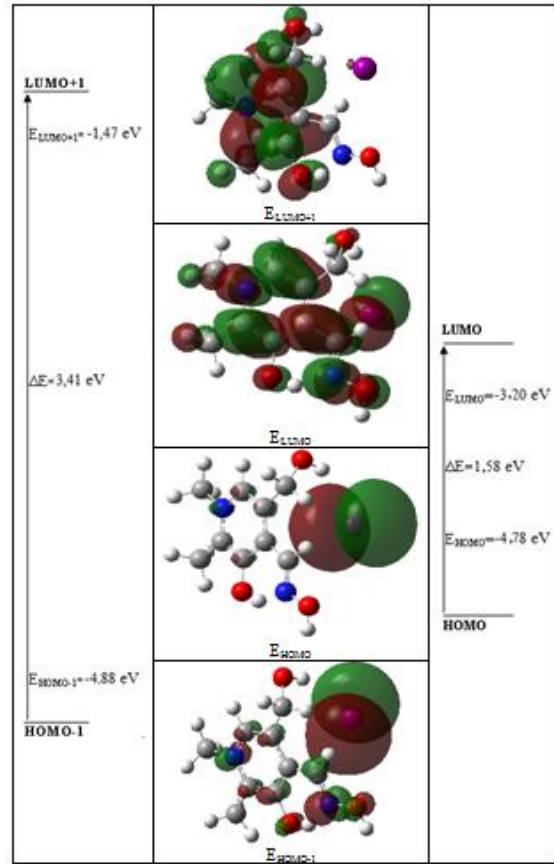 LUMO+1
E_LUMO+1=-1,47 eV
ΔE=3,41 eV
E_HOMO-1=-4.88 eV
HOMO-1
E_LUMO+1
E_LUMO
E_HOMO
E_HOMO-1
LUMO
E_LUMO=-3,20 eV
ΔE=1,58 eV
E_HOMO=-4,78 eV
HOMO